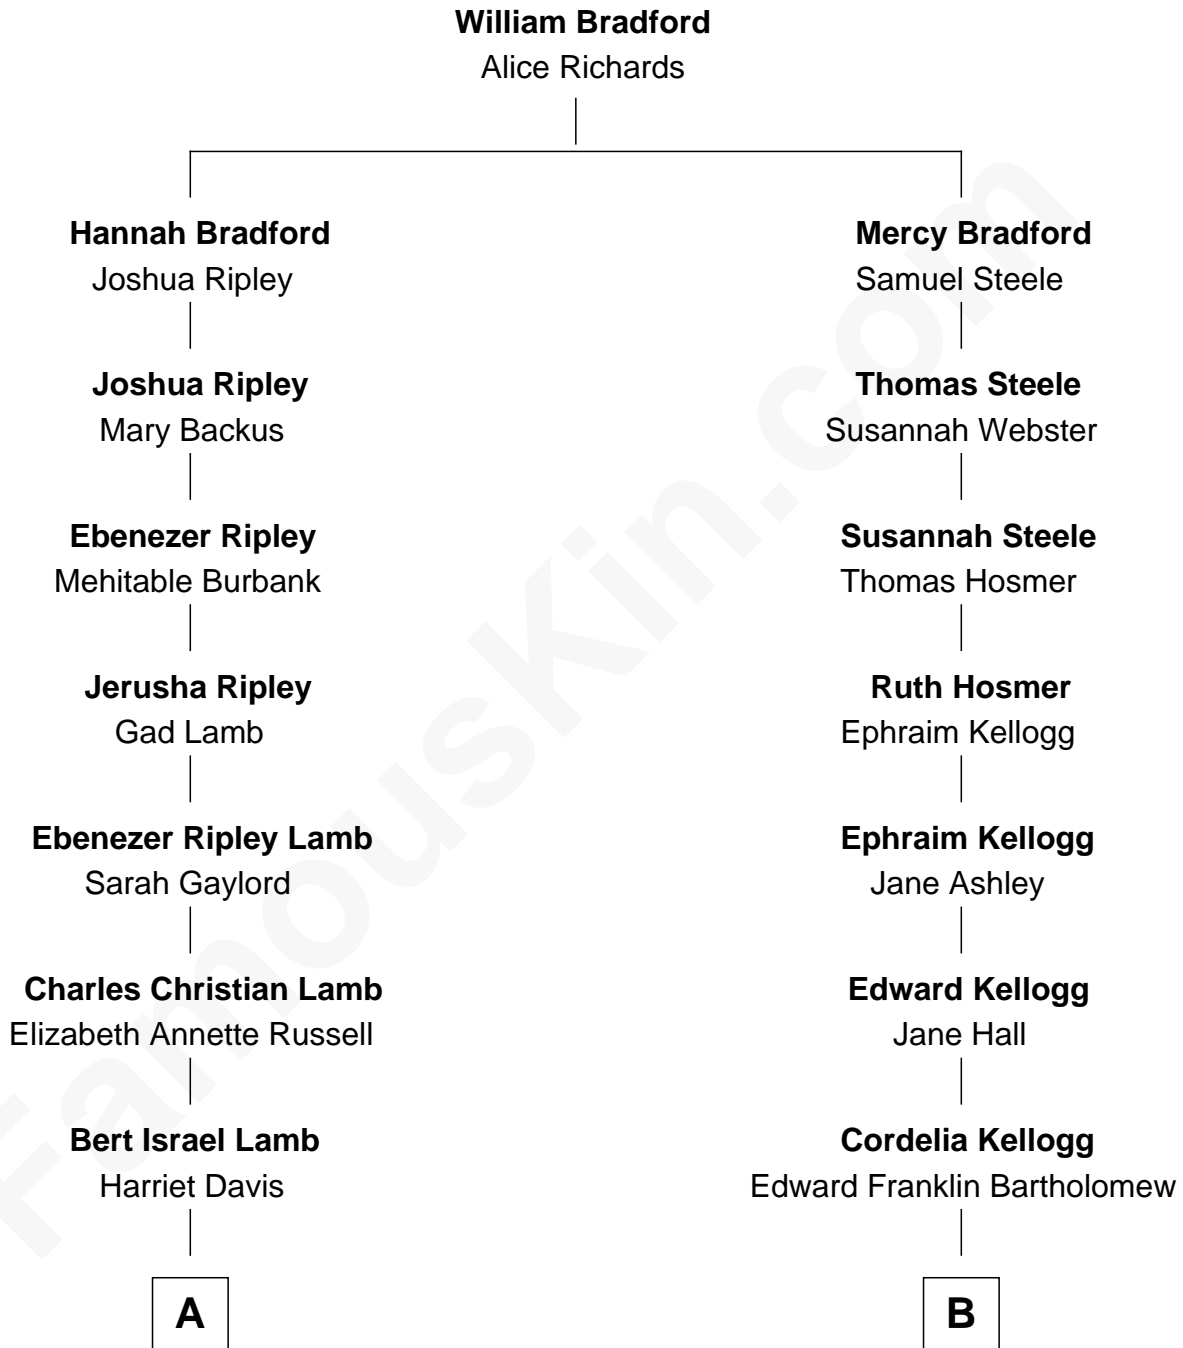 William Bradford
Alice Richards
Hannah Bradford
Joshua Ripley
Mercy Bradford
Samuel Steele
Joshua Ripley
Mary Backus
Thomas Steele
Susannah Webster
Ebenezer Ripley
Mehitable Burbank
Susannah Steele
Thomas Hosmer
Jerusha Ripley
Gad Lamb
Ruth Hosmer
Ephraim Kellogg
Ebenezer Ripley Lamb
Sarah Gaylord
Ephraim Kellogg
Jane Ashley
Charles Christian Lamb
Elizabeth Annette Russell
Edward Kellogg
Jane Hall
Bert Israel Lamb
Harriet Davis
Cordelia Kellogg
Edward Franklin Bartholomew
A
B
FamousKin.com